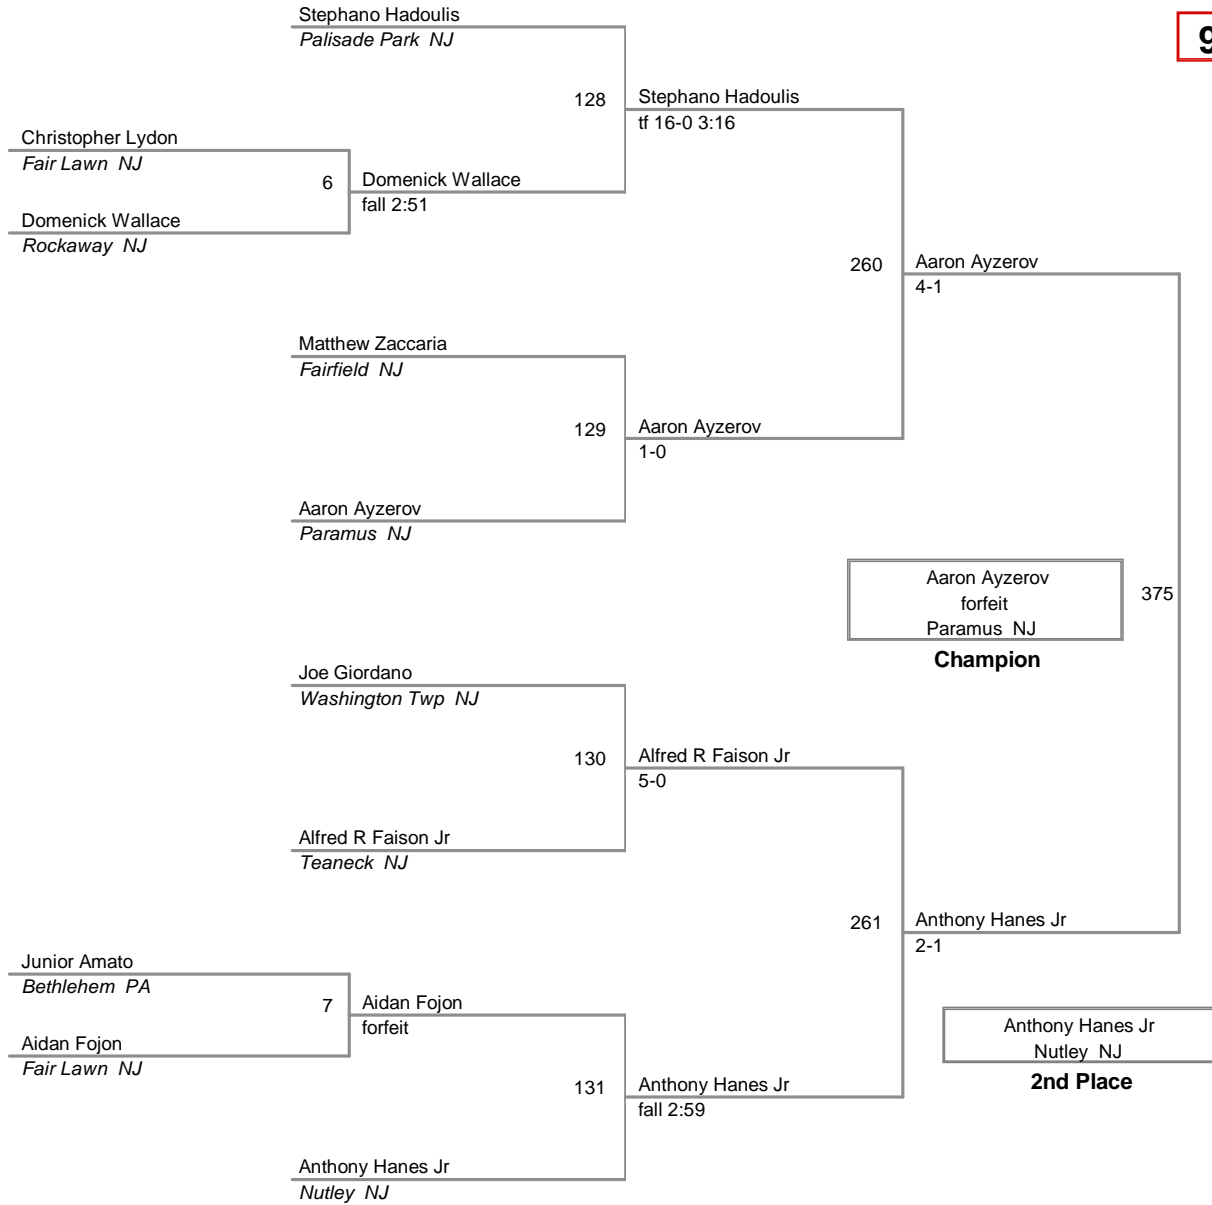 Stephano Hadoulis
Palisade Park NJ
9
128
Stephano Hadoulis
tf 16-0 3:16
Christopher Lydon
Fair Lawn NJ
6
Domenick Wallace
fall 2:51
Domenick Wallace
Rockaway NJ
260
Aaron Ayzerov
4-1
Matthew Zaccaria
Fairfield NJ
129
Aaron Ayzerov
1-0
Aaron Ayzerov
Paramus NJ
Aaron Ayzerov
forfeit
Paramus NJ
Champion
375
Joe Giordano
Washington Twp NJ
130
Alfred R Faison Jr
5-0
Alfred R Faison Jr
Teaneck NJ
261
Anthony Hanes Jr
2-1
Junior Amato
Bethlehem PA
7
Aidan Fojon
forfeit
Aidan Fojon
Fair Lawn NJ
Anthony Hanes Jr
Nutley NJ
2nd Place
131
Anthony Hanes Jr
fall 2:59
Anthony Hanes Jr
Nutley NJ